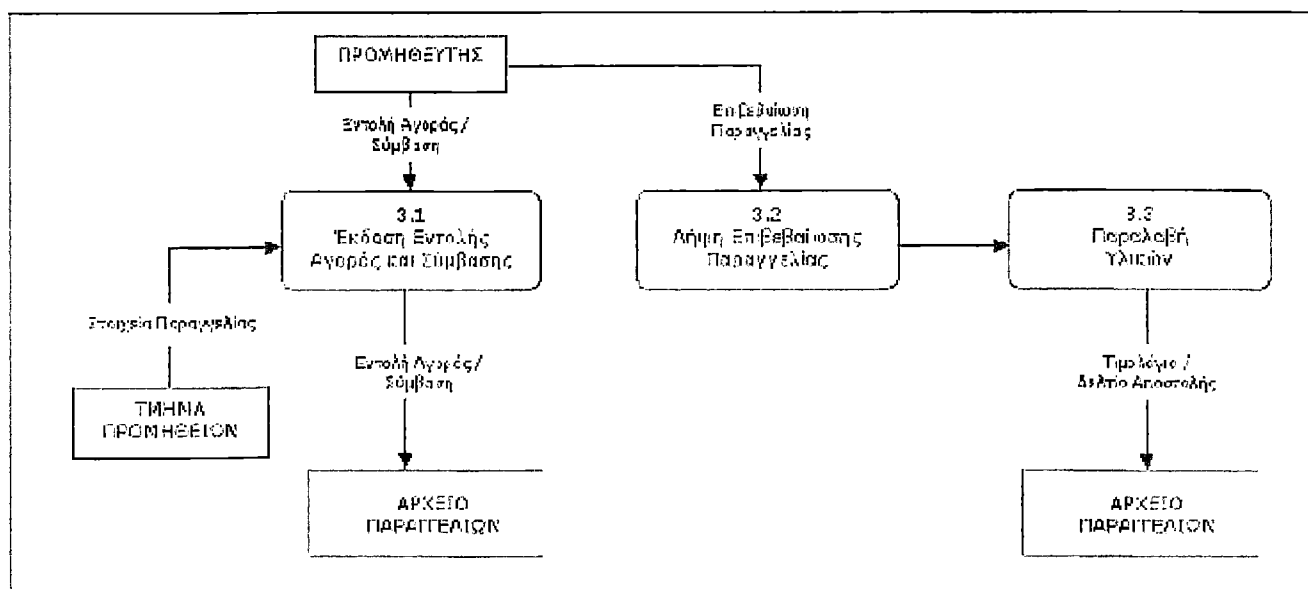 ΠΡΟΜΗΘΕΥΤΗΣ
Εντολή Αγοράς /
Σύμβαση
Επιβεβαίωση
Παραγγελίας
3.1
Έκδοση Εντολής
Αγοράς και Σύμβασης
3.2
Λήψη Επιβεβαίωσης
Παραγγελίας
3.3
Παραλαβή
Υλικών
Στοιχεία Παραγγελίας
Εντολή Αγοράς /
Σύμβαση
Τιμολόγιο /
Δελτίο Αποστολής
ΤΜΗΜΑ
ΠΡΟΜΗΘΕΙΩΝ
ΑΡΧΕΙΟ
ΠΑΡΑΓΓΕΛΙΩΝ
ΑΡΧΕΙΟ
ΠΑΡΑΓΓΕΛΙΩΝ